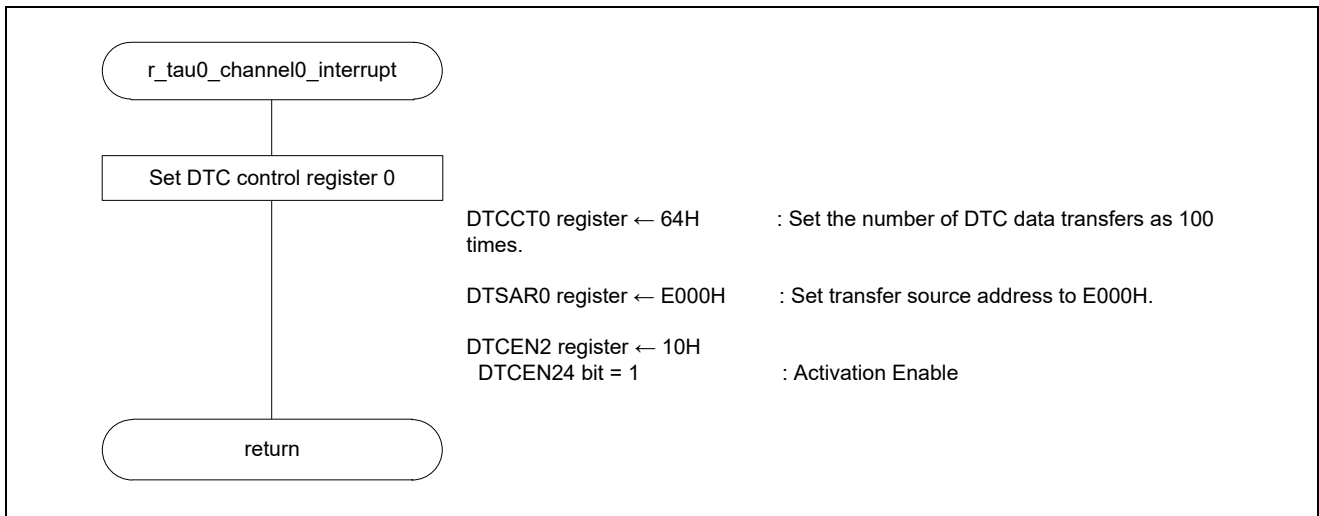 r_tau0_channel0_interrupt
Set DTC control register 0
DTCCT0 register ← 64H : Set the number of DTC data transfers as 100
times.
DTSAR0 register ← E000H : Set transfer source address to E000H.
DTCEN2 register ← 10H
DTCEN24 bit = 1 : Activation Enable
return